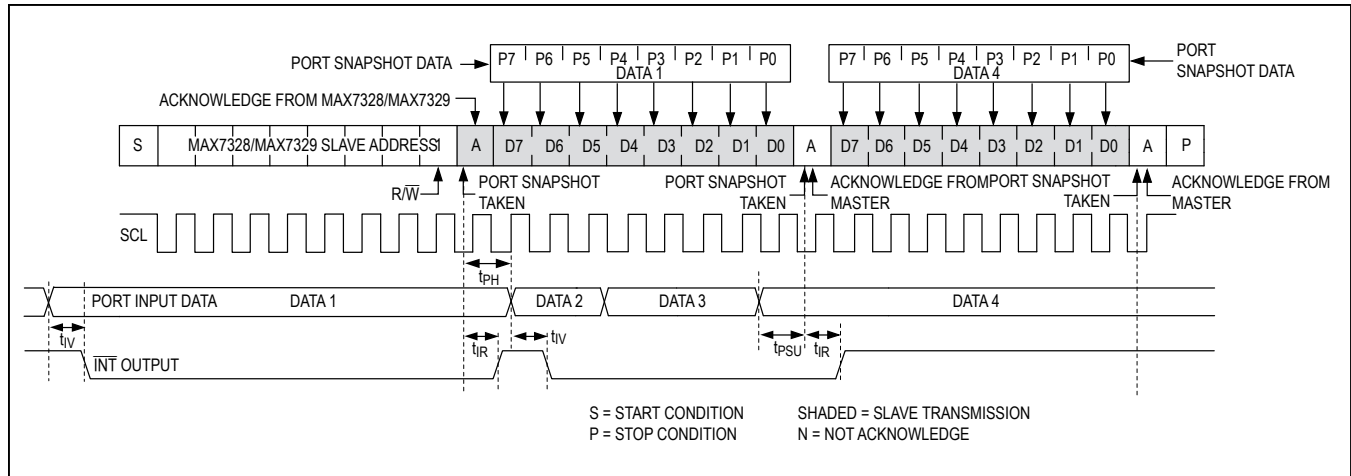 PORT SNAPSHOT DATA
P7 P6 P5 P4 P3 P2 P1 P0
DATA 1
P7 P6 P5 P4 P3 P2 P1 P0
DATA 4
PORT
SNAPSHOT DATA
ACKNOWLEDGE FROM MAX7328/MAX7329
S MAX7328/MAX7329 SLAVE ADDRESS 1 A D7 D6 D5 D4 D3 D2 D1 D0 A D7 D6 D5 D4 D3 D2 D1 D0 A P
R/W̅
PORT SNAPSHOT
TAKEN
PORT SNAPSHOT
TAKEN
ACKNOWLEDGE FROM
MASTER
PORT SNAPSHOT
TAKEN
ACKNOWLEDGE FROM
MASTER
SCL
tPH
PORT INPUT DATA DATA 1 DATA 2 DATA 3 DATA 4
tIV tIR tIV tPSU tIR
I̅N̅T̅ OUTPUT
S = START CONDITION SHADED = SLAVE TRANSMISSION
P = STOP CONDITION N = NOT ACKNOWLEDGE